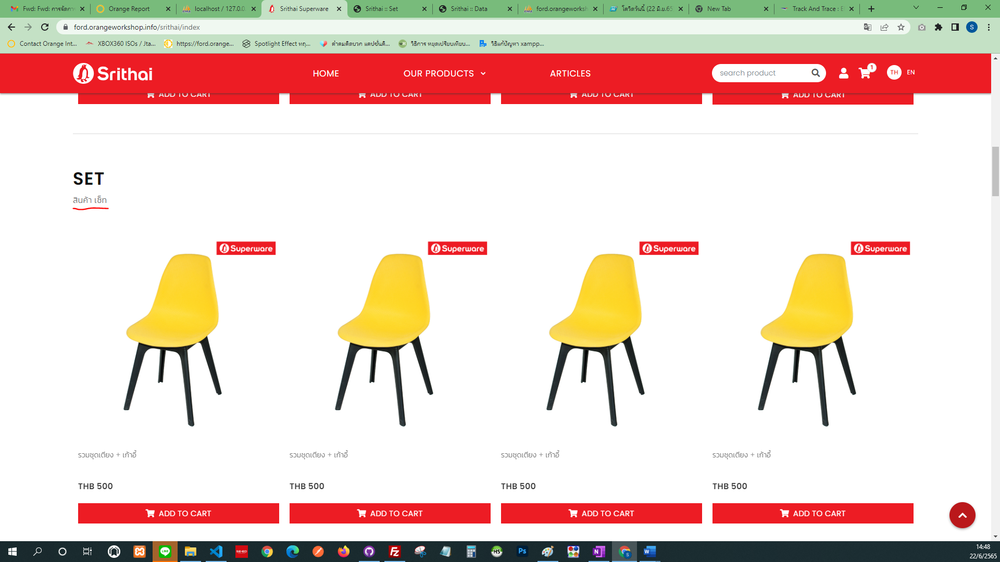 Fwd: Fwd: การจัดการ
Orange Report
localhost / 127.0.0.
Srithai Superware
Srithai :: Set
Srithai :: Data
ford.orangeworksh
โควิดวันนี้ (22 มิ.ย.65
New Tab
Track And Trace : E
ford.orangeworkshop.info/srithai/index
S
Contact Orange Int...
XBOX360 ISOs / Jta...
https://ford.orange...
Spotlight Effect ทฤ...
คำคมคิดบวก แคปชั่นดี...
วิธีการ หยุดเปรียบเทียบ...
วิธีแก้ปัญหา xampp...
Srithai
HOME
OUR PRODUCTS
ARTICLES
search product
1
TH
EN
ADD TO CART
ADD TO CART
ADD TO CART
ADD TO CART
SET
สินค้า เซ็ท
Superware
Superware
Superware
Superware
รวมชุดเตียง + เก้าอี้
รวมชุดเตียง + เก้าอี้
รวมชุดเตียง + เก้าอี้
รวมชุดเตียง + เก้าอี้
THB 500
THB 500
THB 500
THB 500
ADD TO CART
ADD TO CART
ADD TO CART
ADD TO CART
14:48
22/6/2565